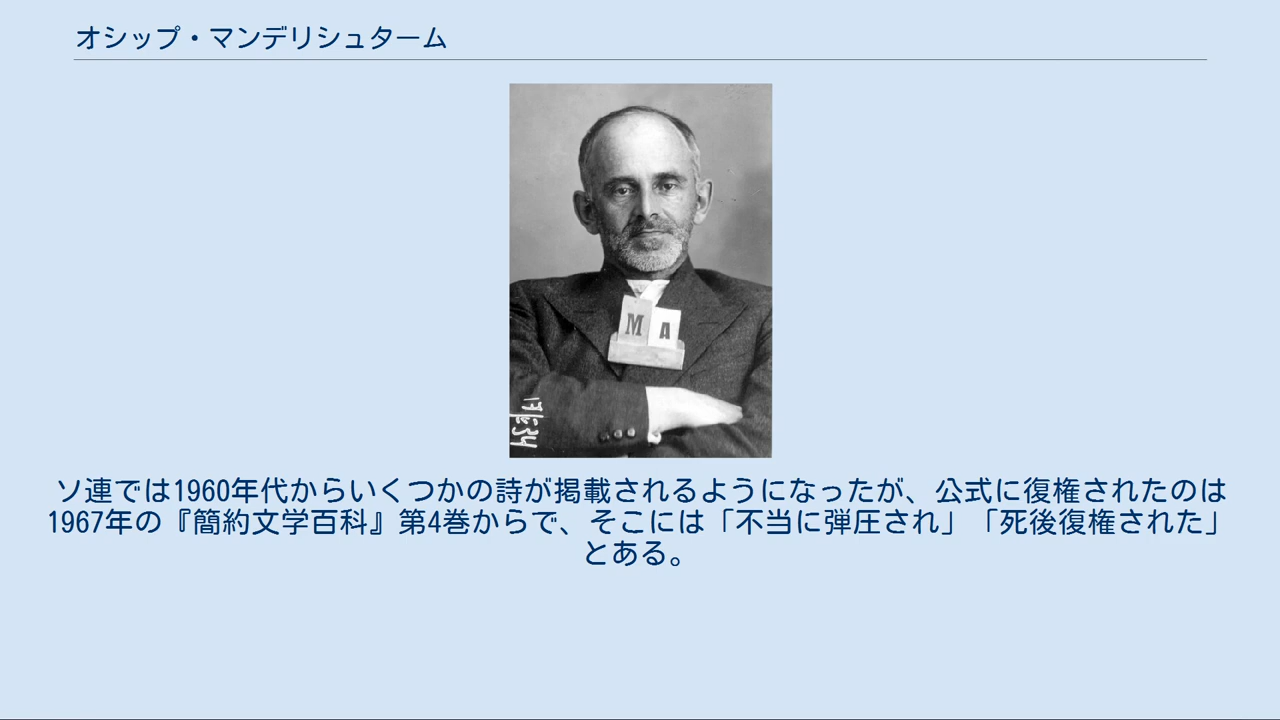 オシップ・マンデリシュターム
M A
17/5-34
ソ連では1960年代からいくつかの詩が掲載されるようになったが、公式に復権されたのは
1967年の『簡約文学百科』第4巻からで、そこには「不当に弾圧され」「死後復権された」
とある。